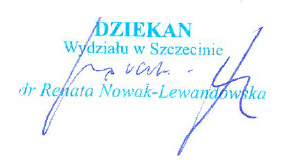 DZIEKAN
Wydziału w Szczecinie
dr Renata Nowak-Lewandowska